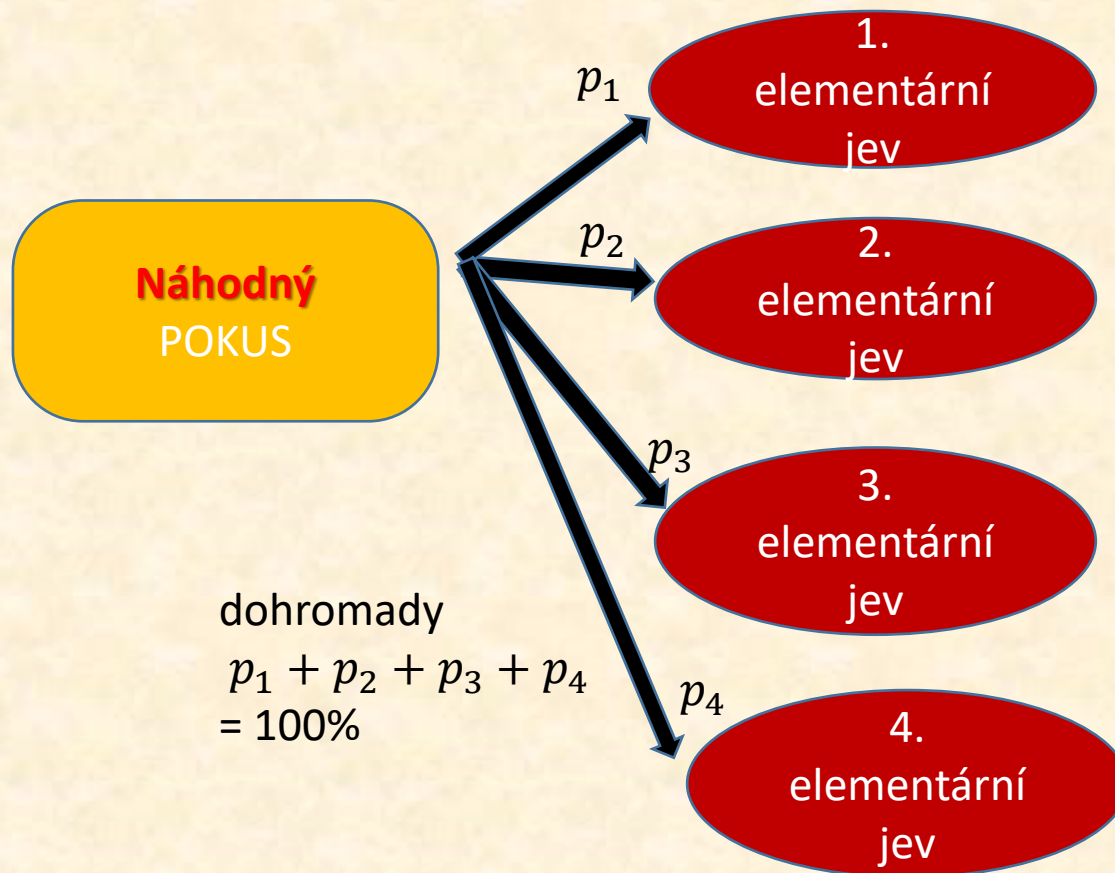 Náhodný
POKUS
p₁
1.
elementární
jev
p₂
2.
elementární
jev
p₃
3.
elementární
jev
p₄
4.
elementární
jev
dohromady
p₁ + p₂ + p₃ + p₄
= 100%